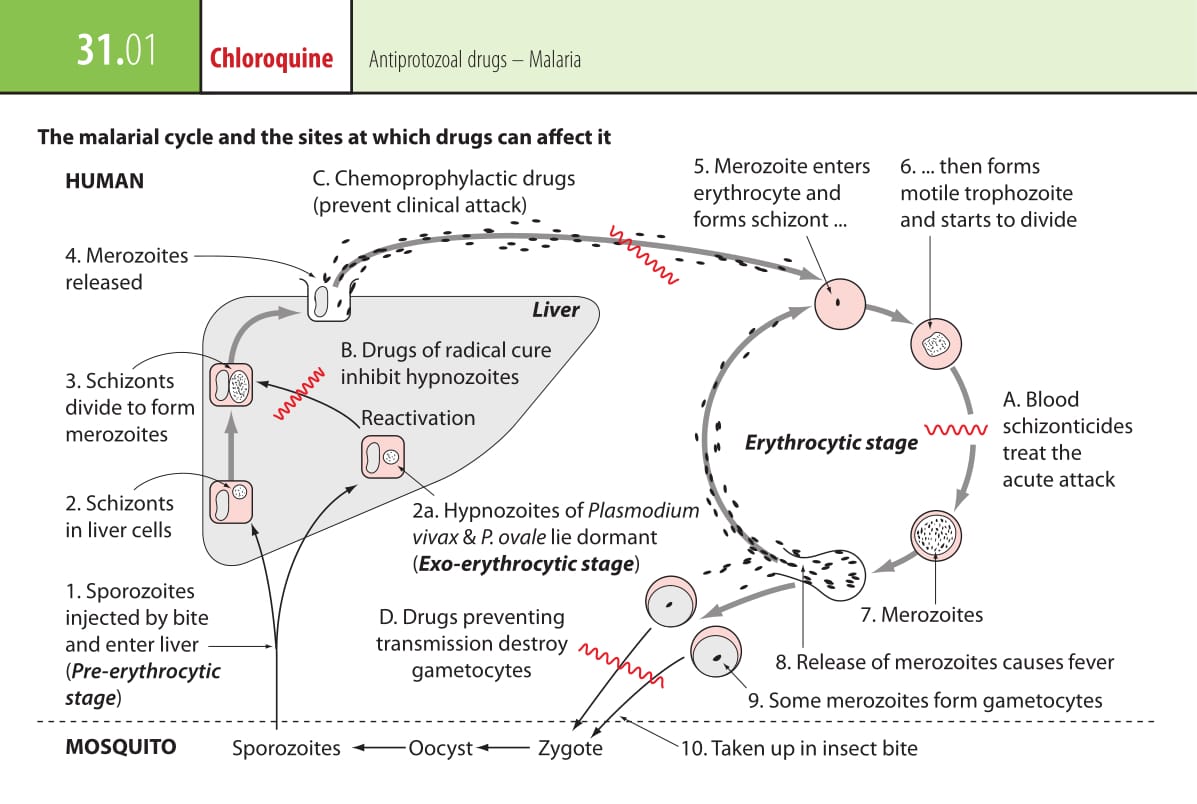 31.01
Chloroquine
Antiprotozoal drugs – Malaria
The malarial cycle and the sites at which drugs can affect it
HUMAN
C. Chemoprophylactic drugs
(prevent clinical attack)
5. Merozoite enters
erythrocyte and
forms schizont ...
6. ... then forms
motile trophozoite
and starts to divide
4. Merozoites
released
Liver
B. Drugs of radical cure
inhibit hypnozoites
3. Schizonts
divide to form
merozoites
Reactivation
A. Blood
schizonticides
treat the
acute attack
Erythrocytic stage
2. Schizonts
in liver cells
2a. Hypnozoites of Plasmodium
vivax & P. ovale lie dormant
(Exo-erythrocytic stage)
1. Sporozoites
injected by bite
and enter liver
(Pre-erythrocytic
stage)
D. Drugs preventing
transmission destroy
gametocytes
7. Merozoites
8. Release of merozoites causes fever
9. Some merozoites form gametocytes
MOSQUITO
Sporozoites
Oocyst
Zygote
10. Taken up in insect bite